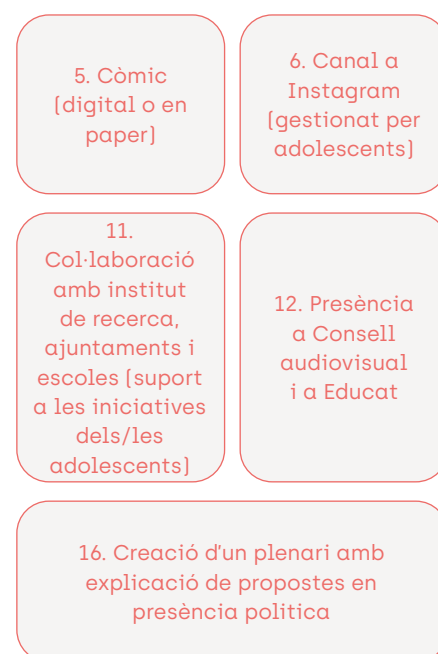 5. Còmic
(digital o en
paper)
6. Canal a
Instagram
(gestionat per
adolescents)
11.
Col·laboració
amb institut
de recerca,
ajuntaments i
escoles (suport
a les iniciatives
dels/les
adolescents)
12. Presència
a Consell
audiovisual
i a Educat
16. Creació d'un plenari amb
explicació de propostes en
presència politica